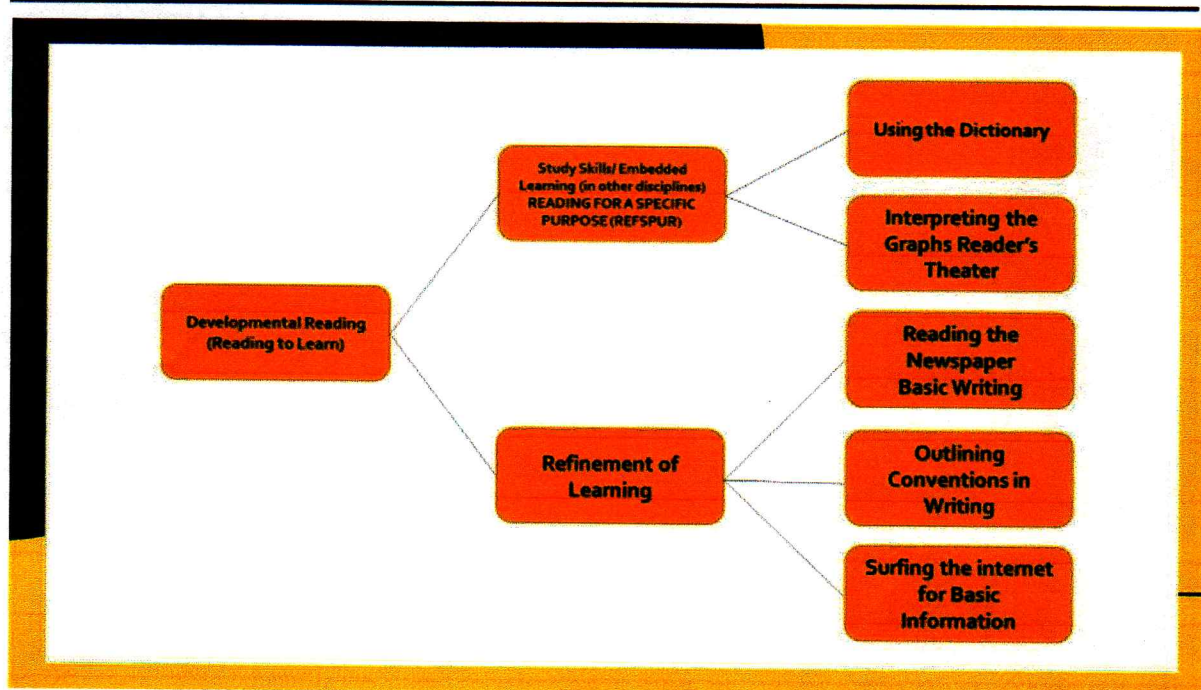 Developmental Reading
(Reading to Learn)
Study Skills/ Embedded
Learning (in other disciplines)
READING FOR A SPECIFIC
PURPOSE (REFSPUR)
Refinement of
Learning
Using the Dictionary
Interpreting the
Graphs Reader's
Theater
Reading the
Newspaper
Basic Writing
Outlining
Conventions in
Writing
Surfing the internet
for Basic
Information